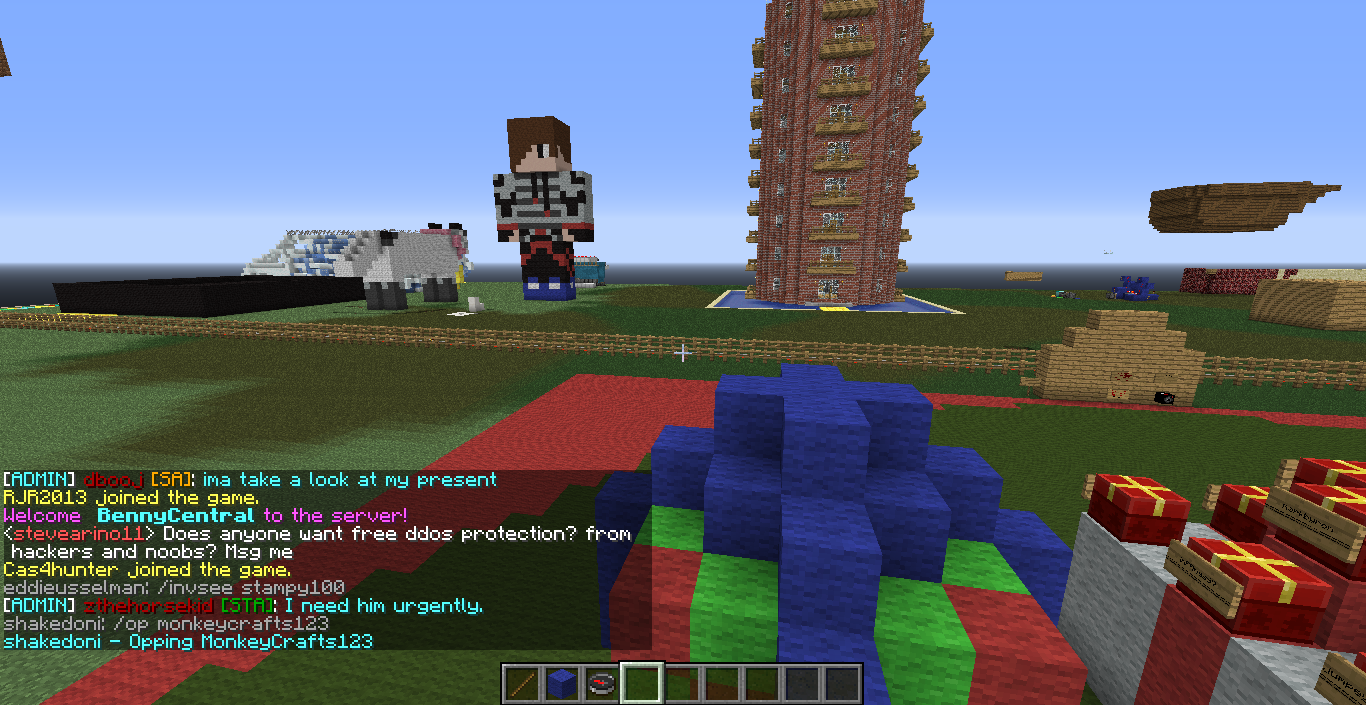 [ADMIN] dbooj [SA]: ima take a look at my present
RJR2013 joined the game.
Welcome BennyCentral to the server!
<stevearino11> Does anyone want free ddos protection? from
hackers and noobs? Msg me
Cas4hunter joined the game.
eddieusselman: /invsee stampy100
[ADMIN] zthehorsekid [STA]: I need him urgently.
shakedoni: /op monkeycrafts123
shakedoni - Opping MonkeyCrafts123